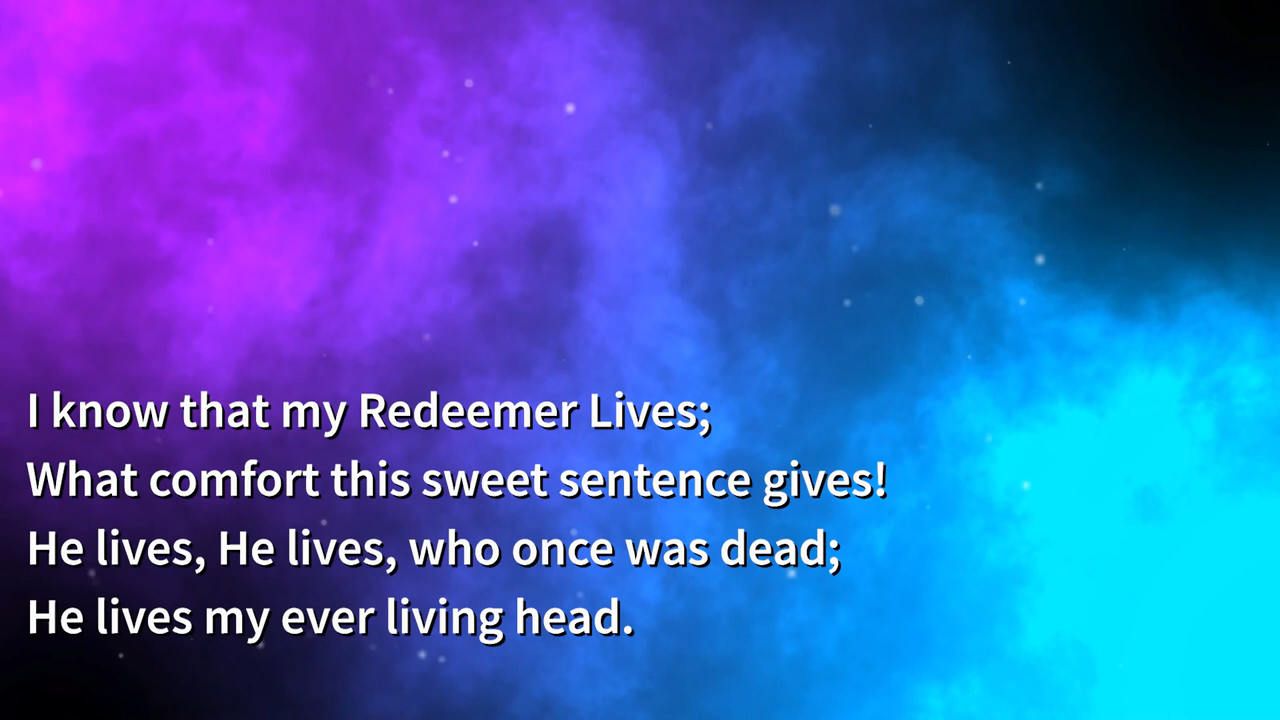 I know that my Redeemer Lives;
What comfort this sweet sentence gives!
He lives, He lives, who once was dead;
He lives my ever living head.